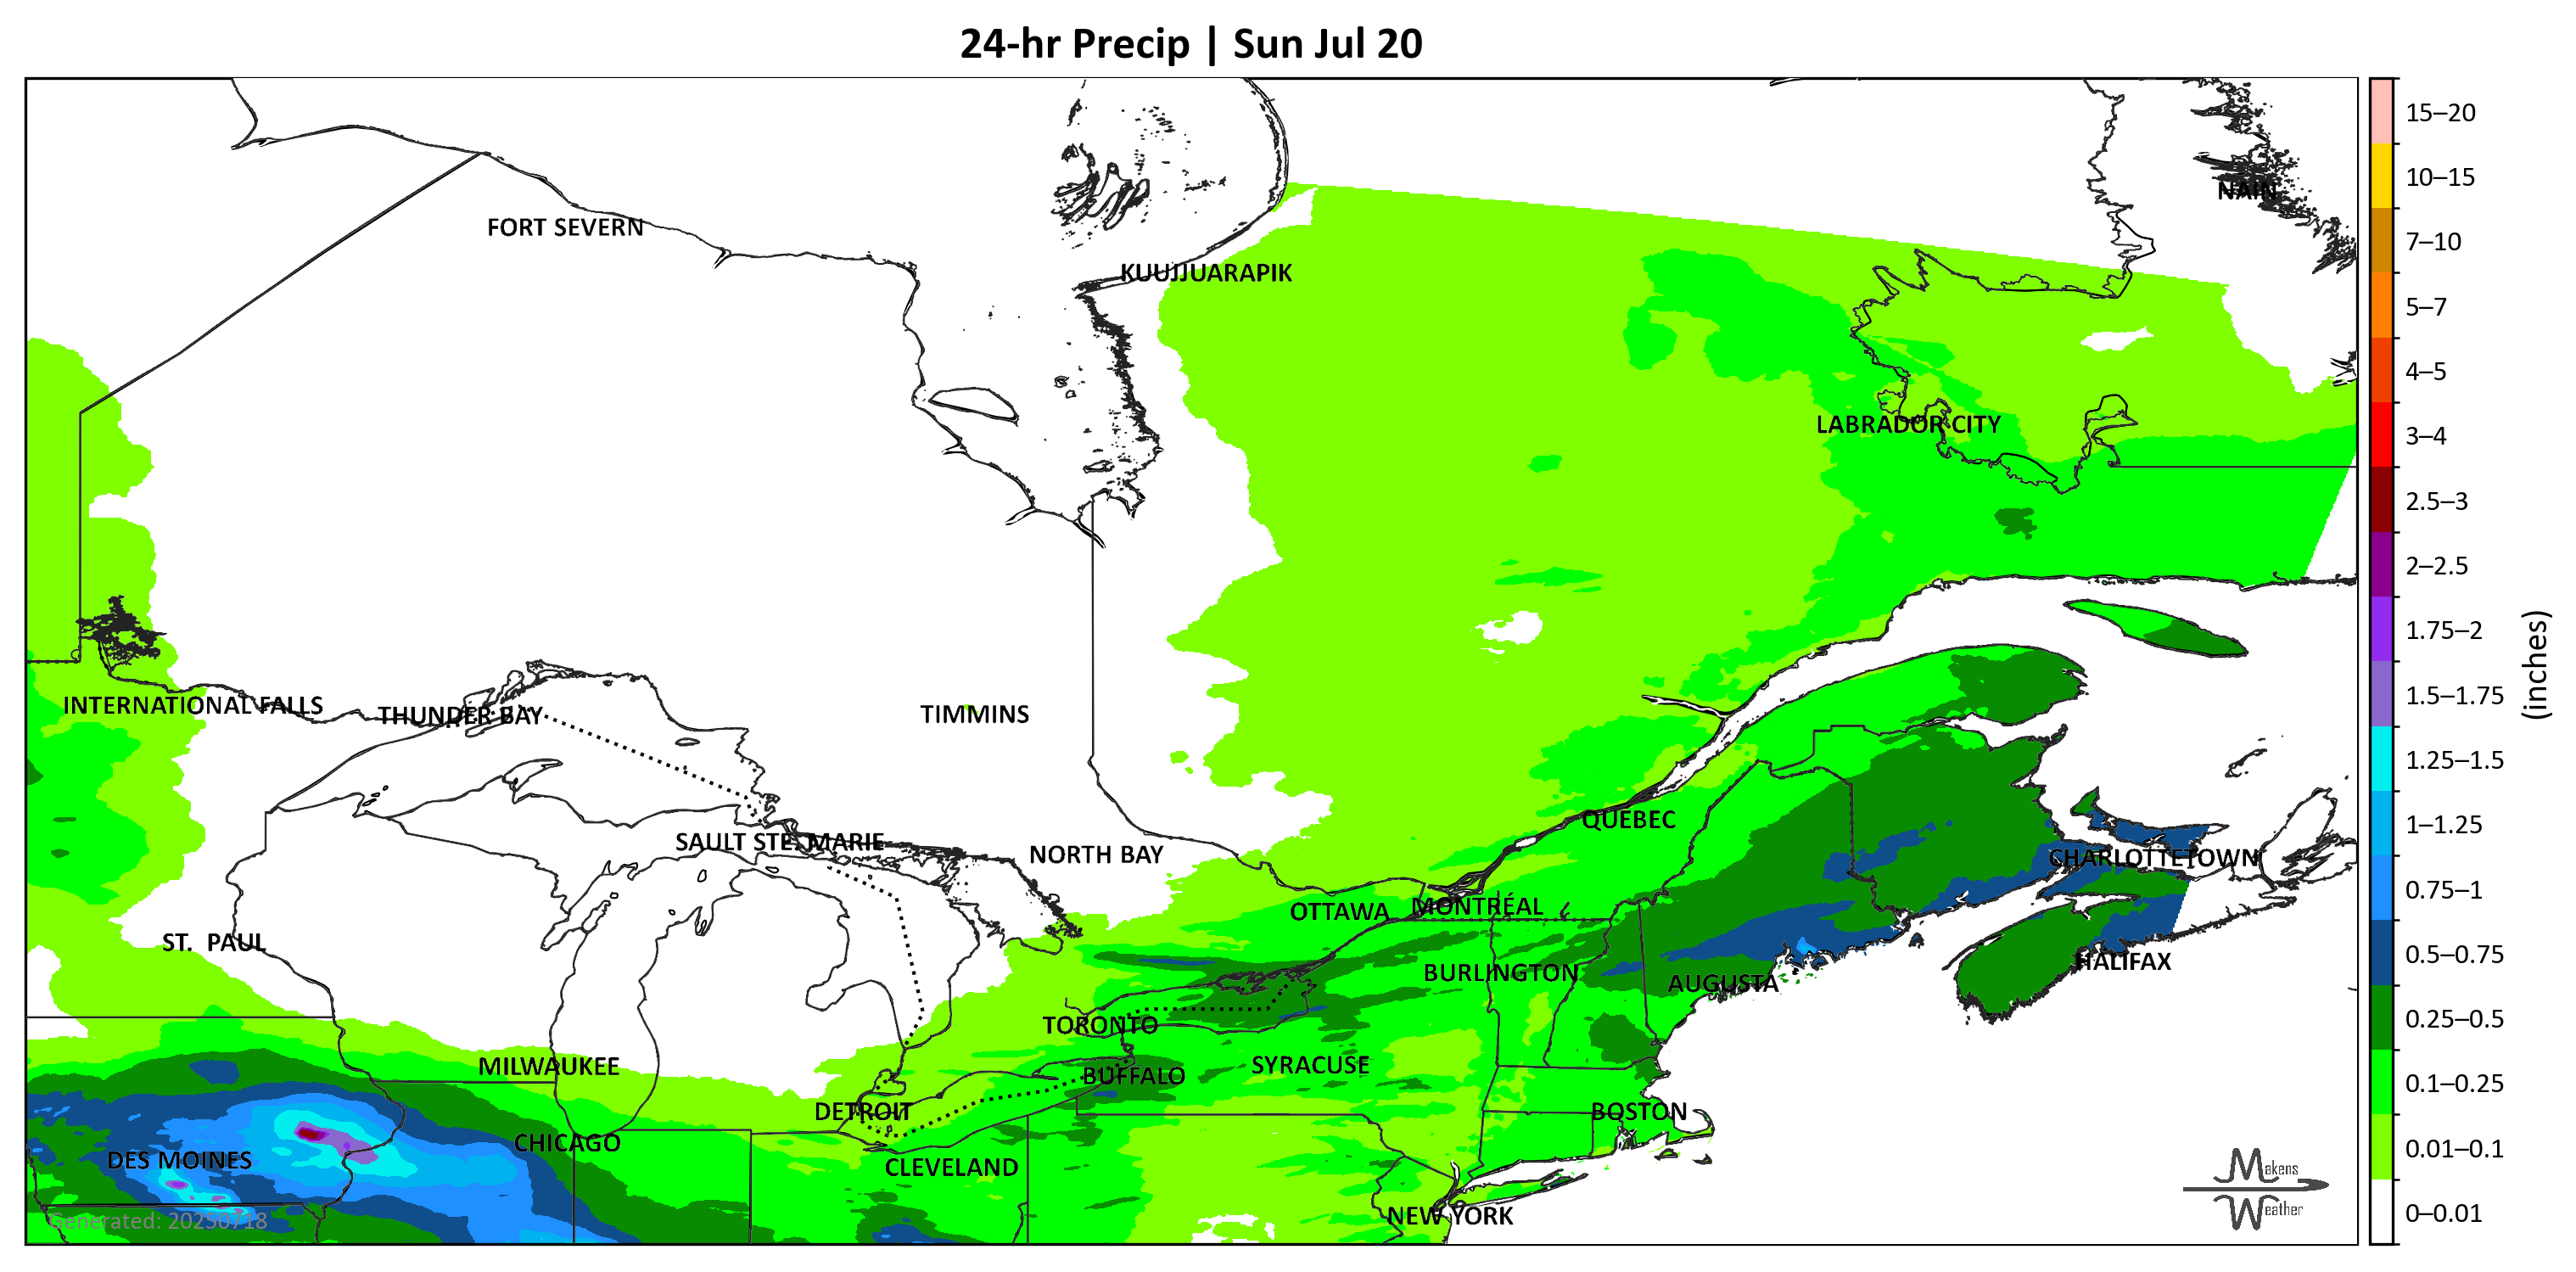 24-hr Precip | Sun Jul 20
NAIN
FORT SEVERN
KUUJJUARAPIK
LABRADOR CITY
INTERNATIONAL FALLS
THUNDER BAY
TIMMINS
SAULT STE. MARIE
NORTH BAY
QUEBEC
CHARLOTTETOWN
OTTAWA
MONTRÉAL
ST. PAUL
HALIFAX
BURLINGTON
AUGUSTA
TORONTO
SYRACUSE
MILWAUKEE
BUFFALO
DETROIT
BOSTON
CHICAGO
DES MOINES
CLEVELAND
NEW YORK
Generated: 20250718
Makens
Weather
15–20
10–15
7–10
5–7
4–5
3–4
2.5–3
2–2.5
1.75–2
1.5–1.75
1.25–1.5
1–1.25
0.75–1
0.5–0.75
0.25–0.5
0.1–0.25
0.01–0.1
0–0.01
(inches)